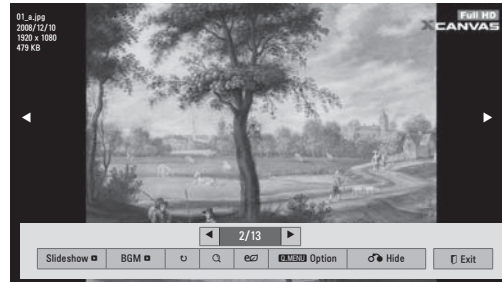 01_a.jpg
2008/12/10
1920 x 1080
479 KB
Full HD
XCANVAS
2/13
Slideshow BGM Q.MENU Option Hide Exit